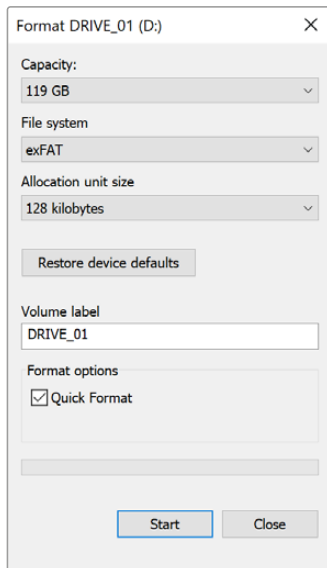 Format DRIVE_01 (D:)
Capacity:
119 GB
File system
exFAT
Allocation unit size
128 kilobytes
Restore device defaults
Volume label
DRIVE_01
Format options
Quick Format
Start
Close